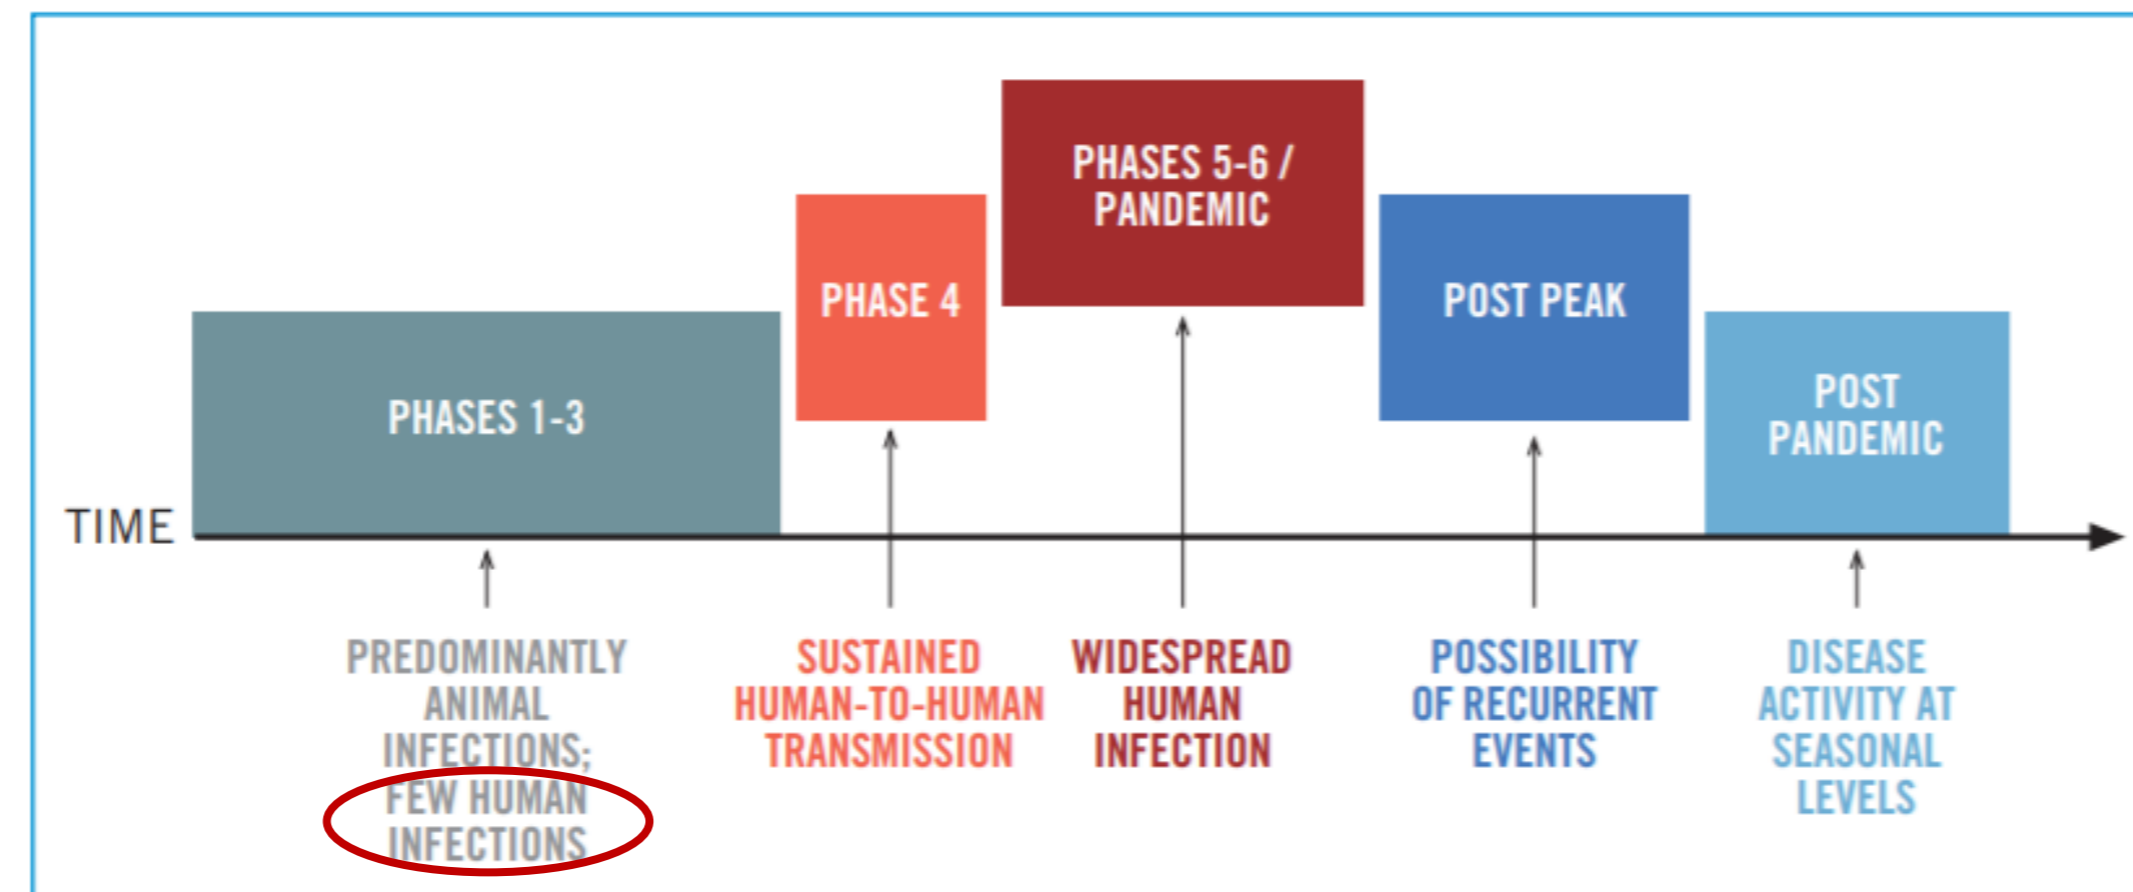 PHASES 5-6 /
PANDEMIC
PHASE 4
POST PEAK
PHASES 1-3
POST
PANDEMIC
TIME
PREDOMINANTLY
ANIMAL
INFECTIONS;
FEW HUMAN
INFECTIONS
SUSTAINED
HUMAN-TO-HUMAN
TRANSMISSION
WIDESPREAD
HUMAN
INFECTION
POSSIBILITY
OF RECURRENT
EVENTS
DISEASE
ACTIVITY AT
SEASONAL
LEVELS